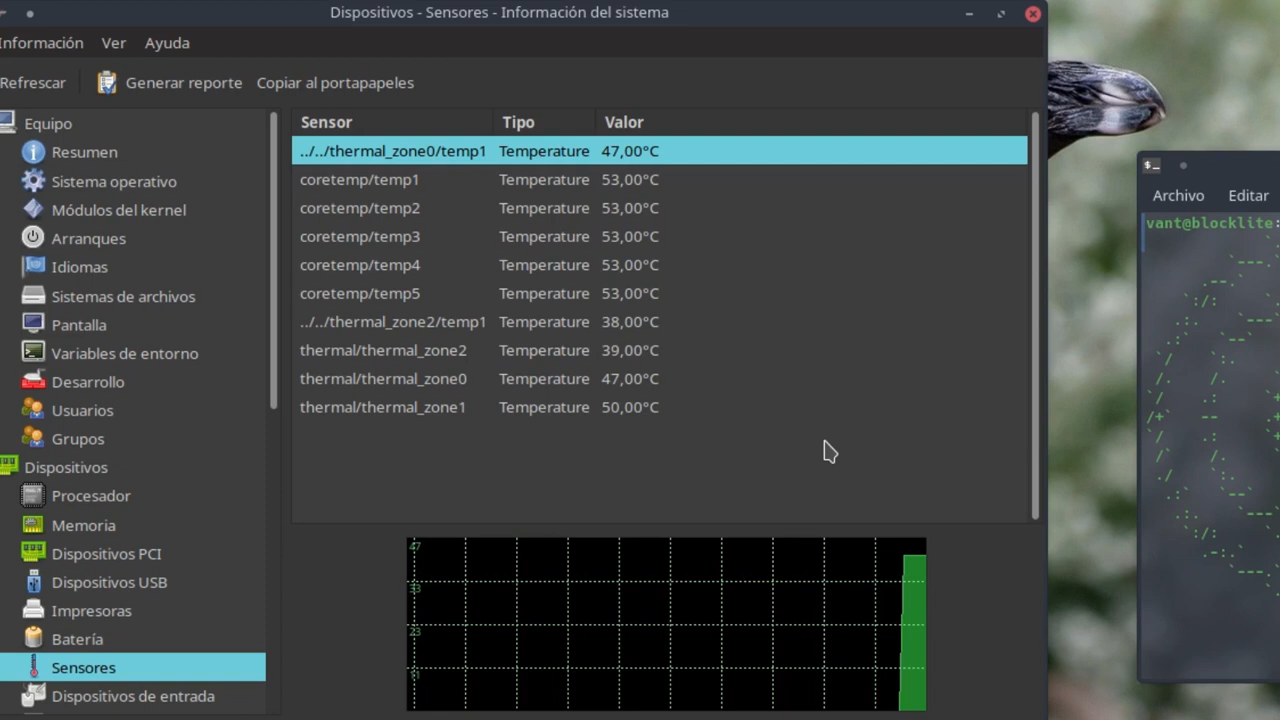 Dispositivos - Sensores - Información del sistema
Información Ver Ayuda
Refrescar Generar reporte Copiar al portapapeles
Equipo
Resumen
Sistema operativo
Módulos del kernel
Arranques
Idiomas
Sistemas de archivos
Pantalla
Variables de entorno
Desarrollo
Usuarios
Grupos
Dispositivos
Procesador
Memoria
Dispositivos PCI
Dispositivos USB
Impresoras
Batería
Sensores
Dispositivos de entrada
Sensor Tipo Valor
../../thermal_zone0/temp1 Temperature 47,00°C
coretemp/temp1 Temperature 53,00°C
coretemp/temp2 Temperature 53,00°C
coretemp/temp3 Temperature 53,00°C
coretemp/temp4 Temperature 53,00°C
coretemp/temp5 Temperature 53,00°C
../../thermal_zone2/temp1 Temperature 38,00°C
thermal/thermal_zone2 Temperature 39,00°C
thermal/thermal_zone0 Temperature 47,00°C
thermal/thermal_zone1 Temperature 50,00°C
47
23
11
Archivo Editar
vant@blocklite: